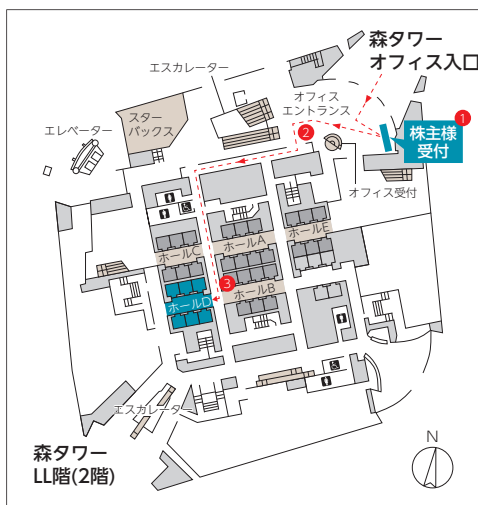 森タワー
オフィス入口
エスカレーター
オフィス
エントランス
1
株主様
受付
スター
バックス
エレベーター
2
オフィス受付
ホールE
ホールA
ホールC
ホールB
3
ホールD
エスカレーター
森タワー
LL階(2階)
N